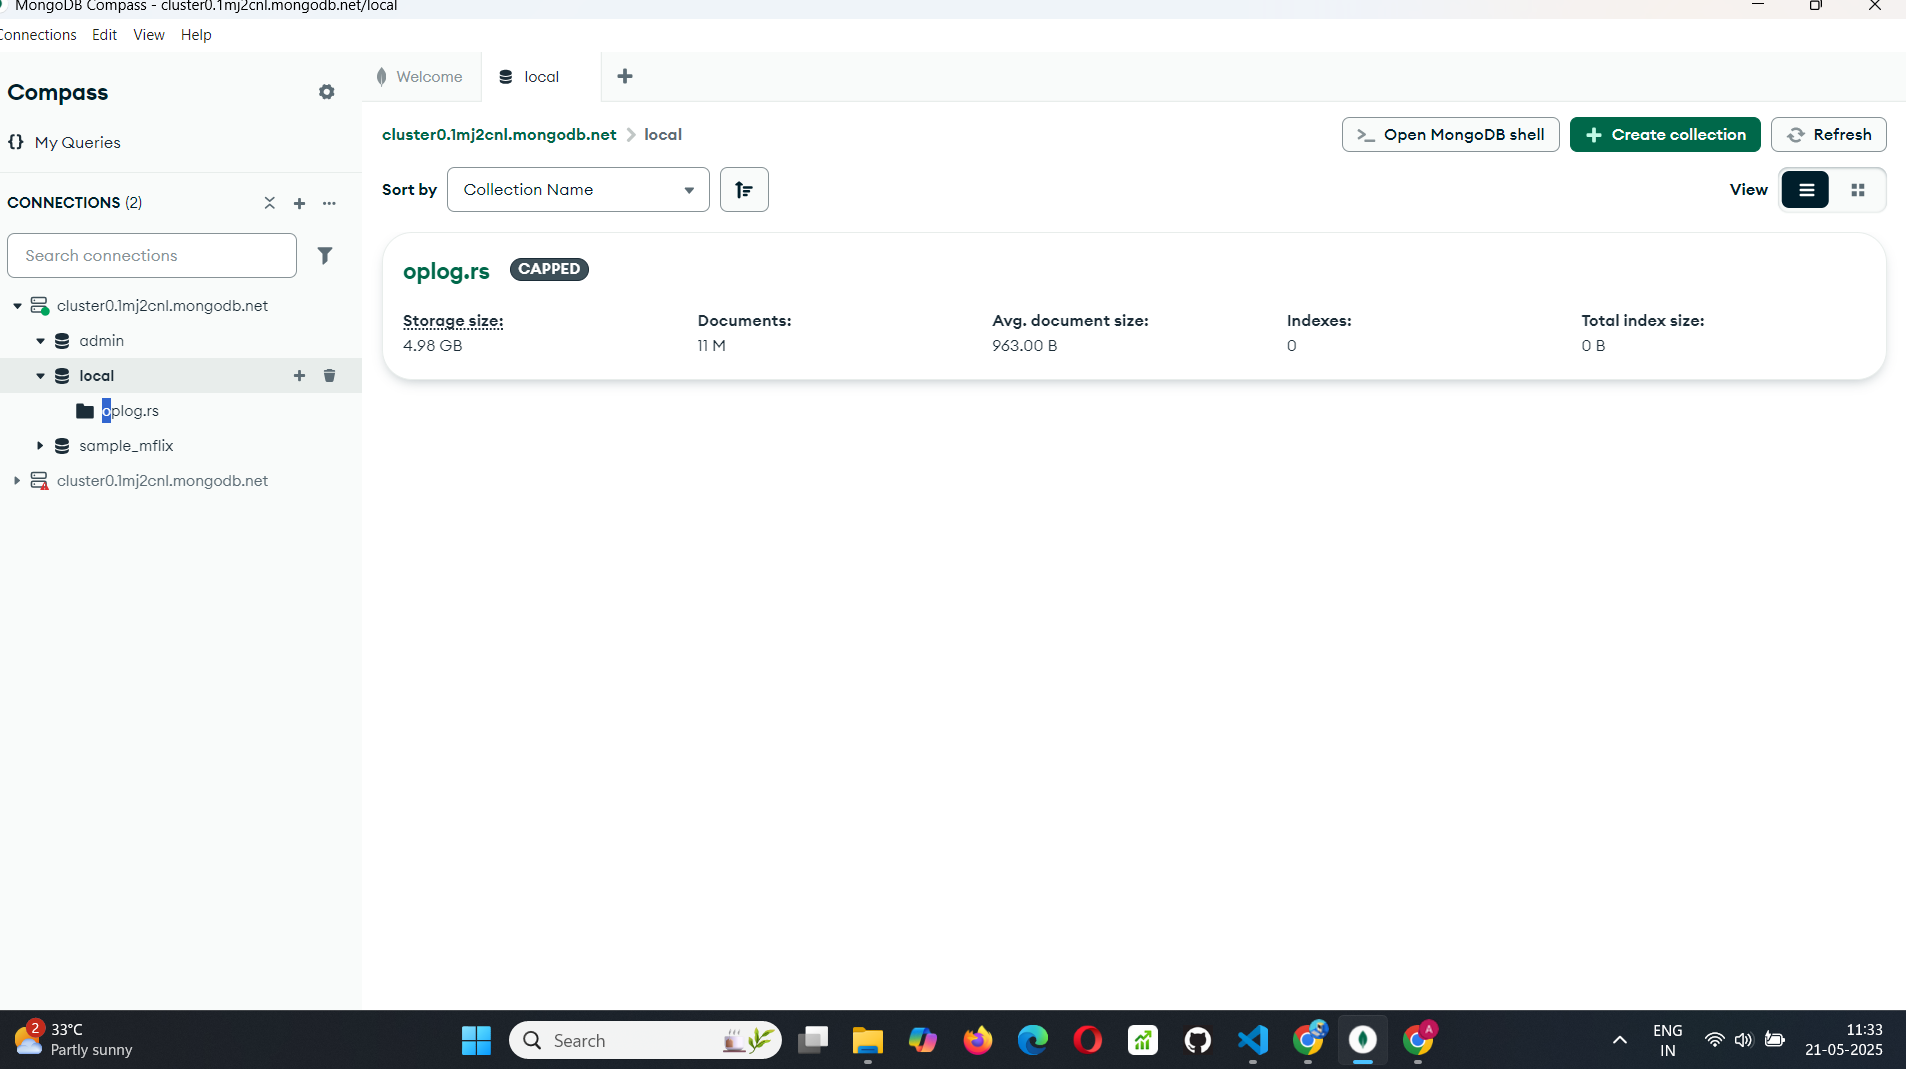 MongoDB Compass - cluster0.1mj2cnl.mongodb.net/local
Connections Edit View Help
Compass
My Queries
CONNECTIONS (2)
Search connections
cluster0.1mj2cnl.mongodb.net
admin
local
oplog.rs
sample_mflix
cluster0.1mj2cnl.mongodb.net
Welcome
local
cluster0.1mj2cnl.mongodb.net > local
Open MongoDB shell
Create collection
Refresh
Sort by
Collection Name
View
oplog.rs CAPPED
Storage size: Documents: Avg. document size: Indexes: Total index size:
4.98 GB 11 M 963.00 B 0 0 B
2
33°C
Partly sunny
Search
A
ENG
IN
11:33
21-05-2025